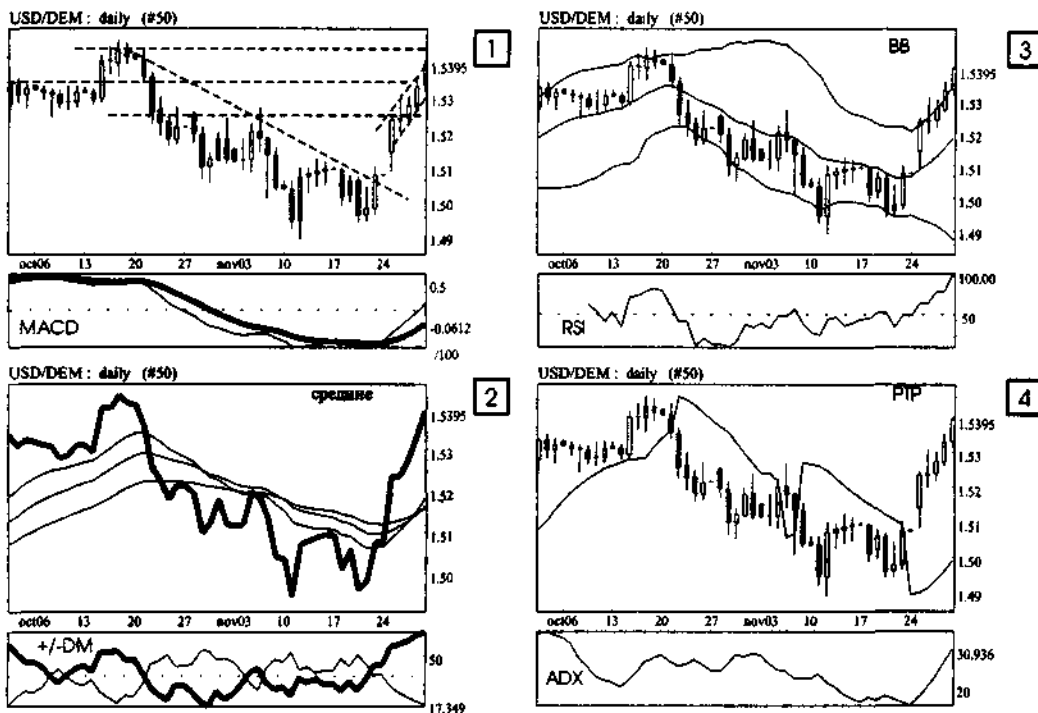 USD/DEM : daily (#50)
1
1.5395
1.53
1.52
1.51
1.50
1.49
oct06 13 20 27 nov03 10 17 24
MACD
0.5
-0.0612
/100
USD/DEM : daily (#50)
BB
3
1.5395
1.53
1.52
1.51
1.50
1.49
oct06 13 20 27 nov03 10 17 24
RSI
100.00
50
USD/DEM : daily (#50)
средние
2
1.5395
1.53
1.52
1.51
1.50
oct06 13 20 27 nov03 10 17 24
+/-DM
50
17.349
USD/DEM : daily (#50)
PTP
4
1.5395
1.53
1.52
1.51
1.50
1.49
oct06 13 20 27 nov03 10 17 24
ADX
30.936
20